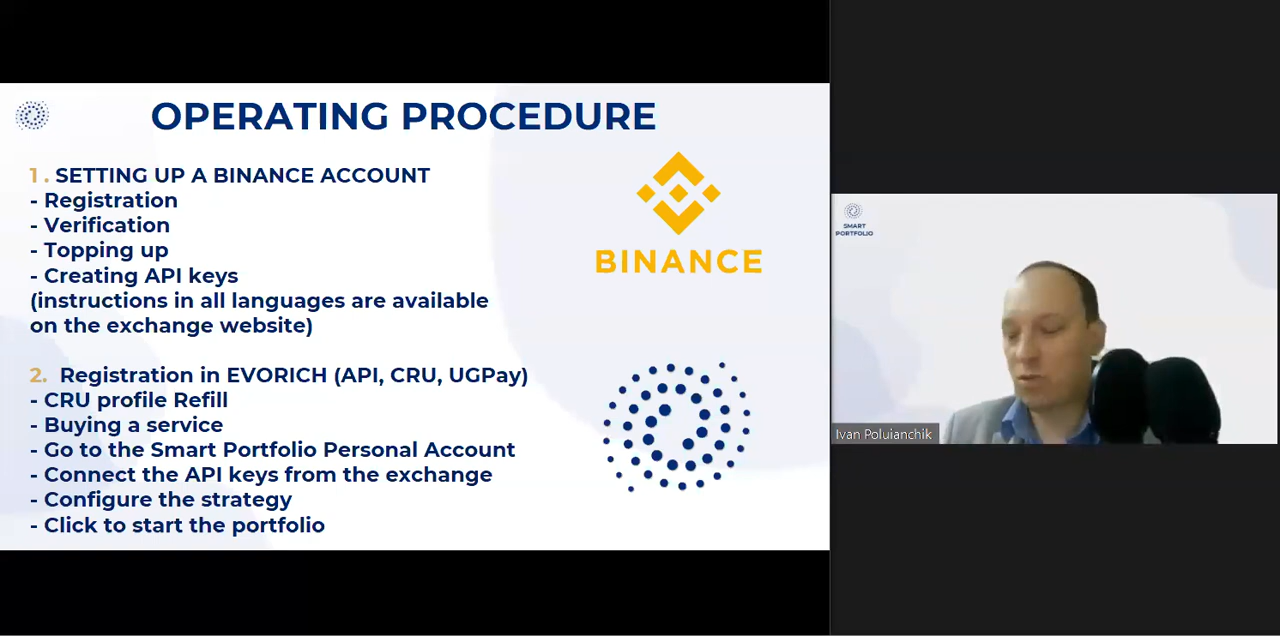 OPERATING PROCEDURE
1. SETTING UP A BINANCE ACCOUNT
- Registration
- Verification
- Topping up
- Creating API keys
(instructions in all languages are available
on the exchange website)
BINANCE
2. Registration in EVORICH (API, CRU, UGPay)
- CRU profile Refill
- Buying a service
- Go to the Smart Portfolio Personal Account
- Connect the API keys from the exchange
- Configure the strategy
- Click to start the portfolio
SMART
PORTFOLIO
Ivan Poluianchik